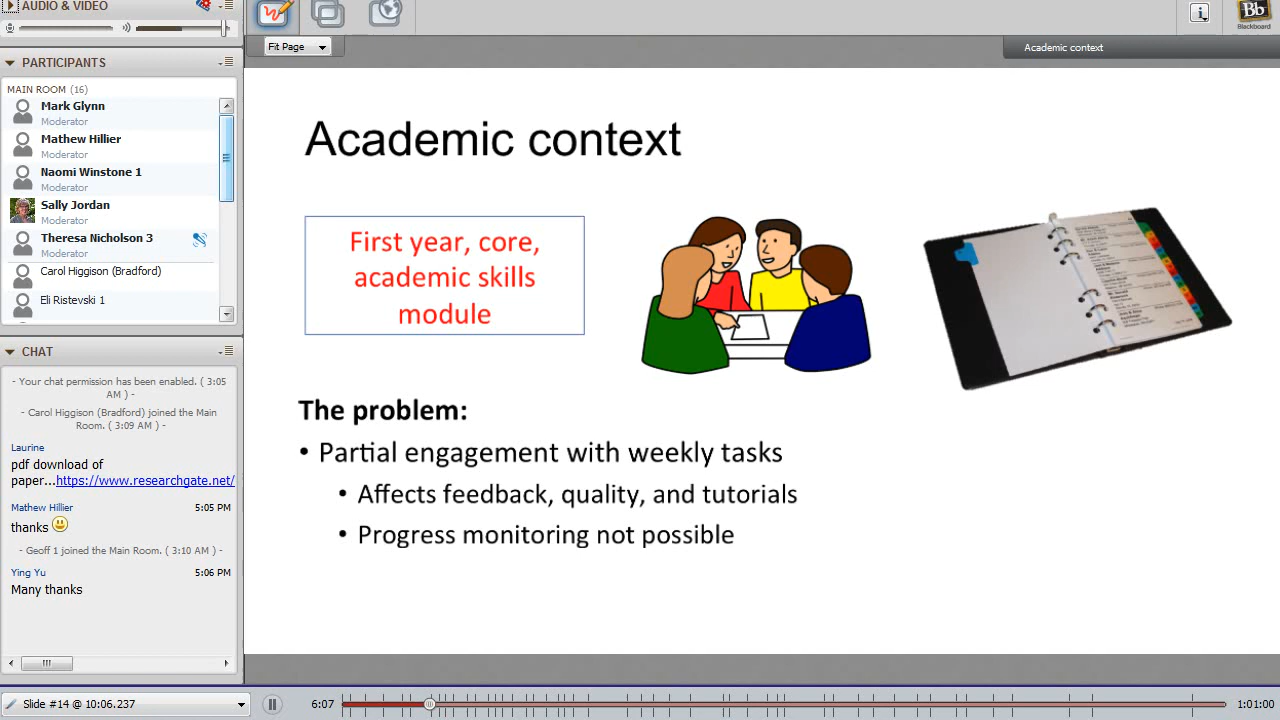 AUDIO & VIDEO
PARTICIPANTS
MAIN ROOM (16)
Mark Glynn
Moderator
Mathew Hillier
Moderator
Naomi Winstone 1
Moderator
Sally Jordan
Moderator
Theresa Nicholson 3
Moderator
Carol Higgison (Bradford)
Eli Ristevski 1
CHAT
- Your chat permission has been enabled. ( 3:05
AM ) -
- Carol Higgison (Bradford) joined the Main
Room. ( 3:09 AM ) -
Laurine
pdf download of
paper...https://www.researchgate.net/
Mathew Hillier 5:05 PM
thanks
- Geoff 1 joined the Main Room. ( 3:10 AM ) -
Ying Yu 5:06 PM
Many thanks
Fit Page
Academic context
Bb
Blackboard
Academic context
First year, core,
academic skills
module
The problem:
• Partial engagement with weekly tasks
• Affects feedback, quality, and tutorials
• Progress monitoring not possible
Slide #14 @ 10:06.237
6:07
1:01:00